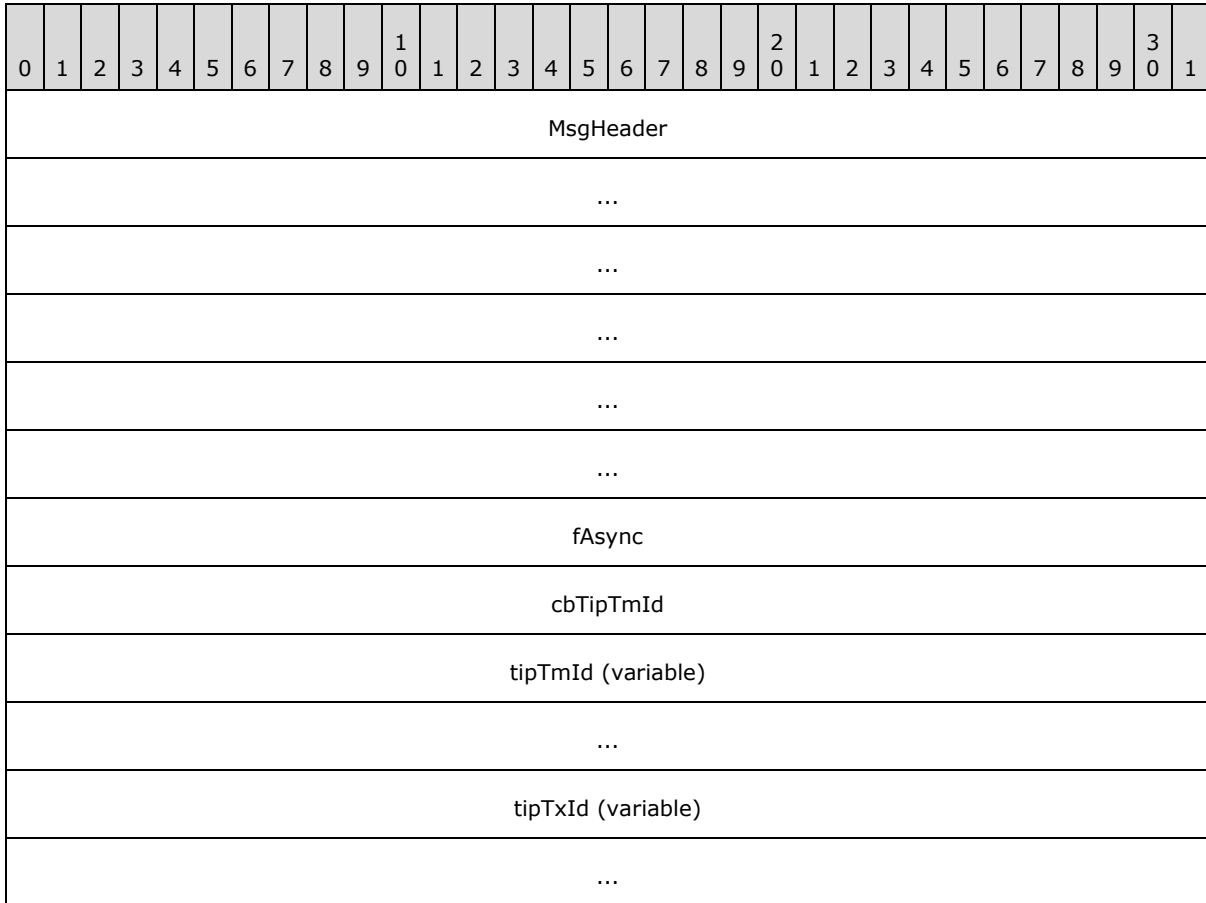 1 2 3
0 1 2 3 4 5 6 7 8 9 0 1 2 3 4 5 6 7 8 9 0 1 2 3 4 5 6 7 8 9 0 1
MsgHeader
...
...
...
...
...
fAsync
cbTipTmId
tipTmId (variable)
...
tipTxId (variable)
...